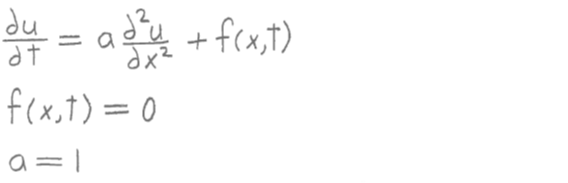 ∂u/∂t = a ∂²u/∂x² + f(x,t)
f(x,t) = 0
a = 1